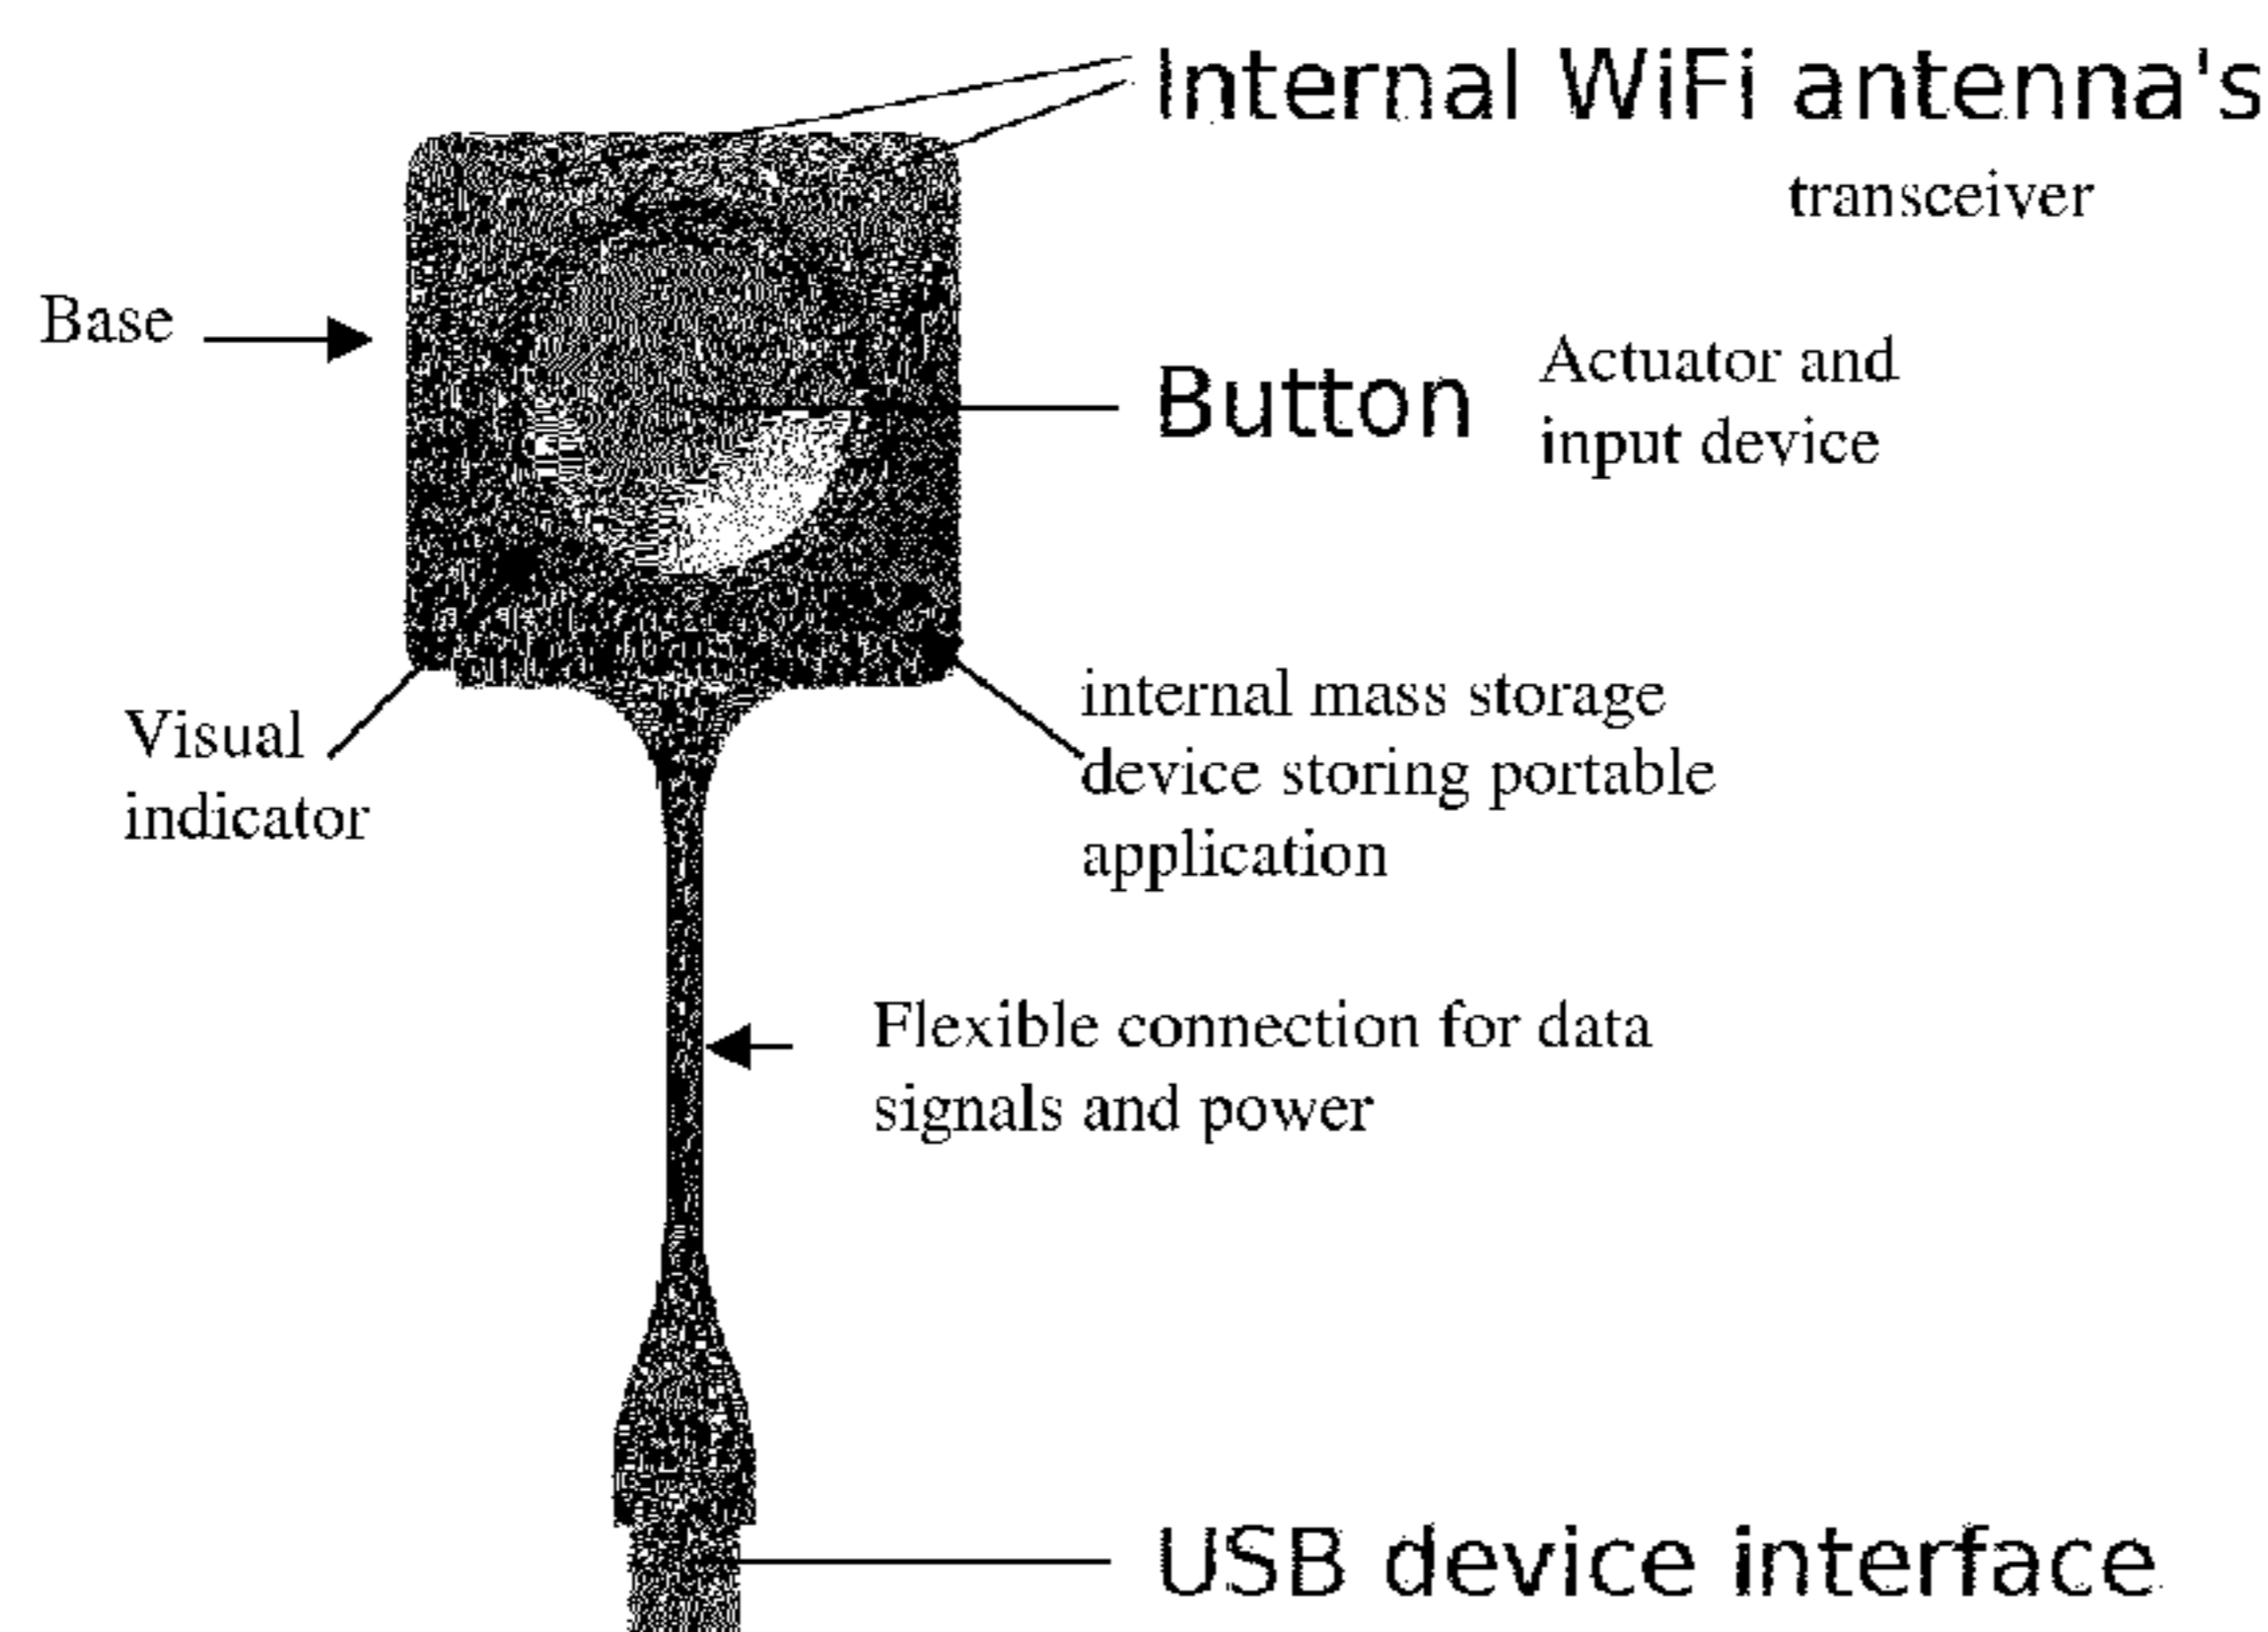 Internal WiFi antenna's
transceiver
Base
Button
Actuator and
input device
Visual
indicator
internal mass storage
device storing portable
application
Flexible connection for data
signals and power
USB device interface